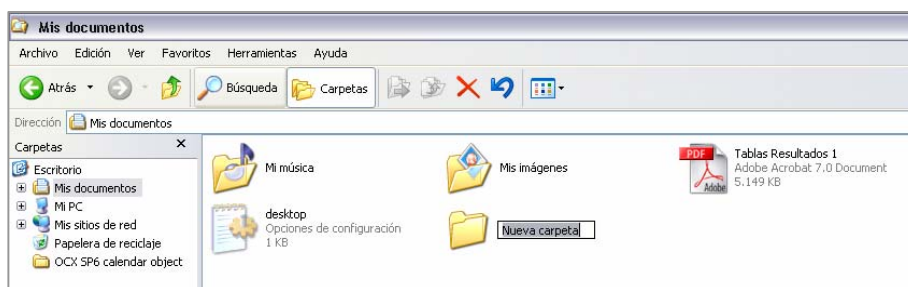 Mis documentos
Archivo Edición Ver Favoritos Herramientas Ayuda
Atrás Búsqueda Carpetas
Dirección Mis documentos
Carpetas X
Escritorio
Mis documentos
Mi PC
Mis sitios de red
Papelera de reciclaje
OCX SP6 calendar object
Mi música
Mis imágenes
PDF
Adobe
Tablas Resultados 1
Adobe Acrobat 7.0 Document
5.149 KB
desktop
Opciones de configuración
1 KB
Nueva carpeta